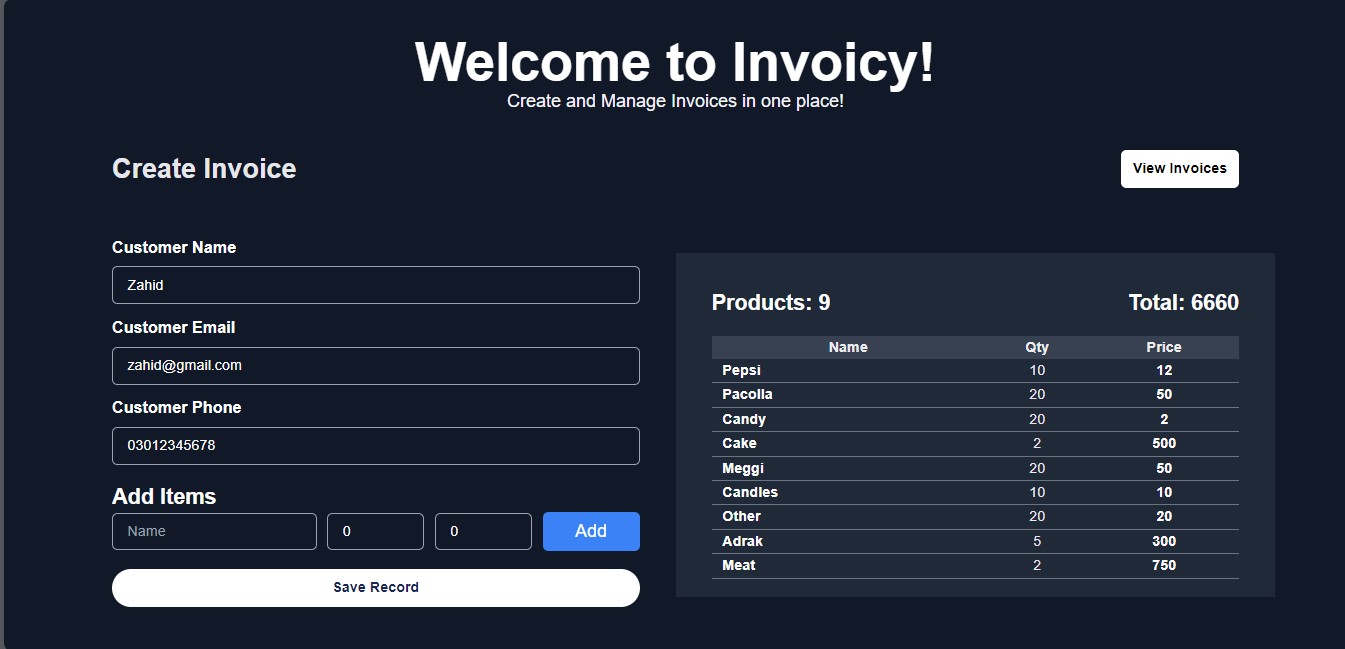 Welcome to Invoicy!
Create and Manage Invoices in one place!
Create Invoice
View Invoices
Customer Name
Zahid
Customer Email
zahid@gmail.com
Customer Phone
03012345678
Add Items
Name 0 0 Add
Save Record
Products: 9 Total: 6660
Name Qty Price
Pepsi 10 12
Pacolla 20 50
Candy 20 2
Cake 2 500
Meggi 20 50
Candles 10 10
Other 20 20
Adrak 5 300
Meat 2 750